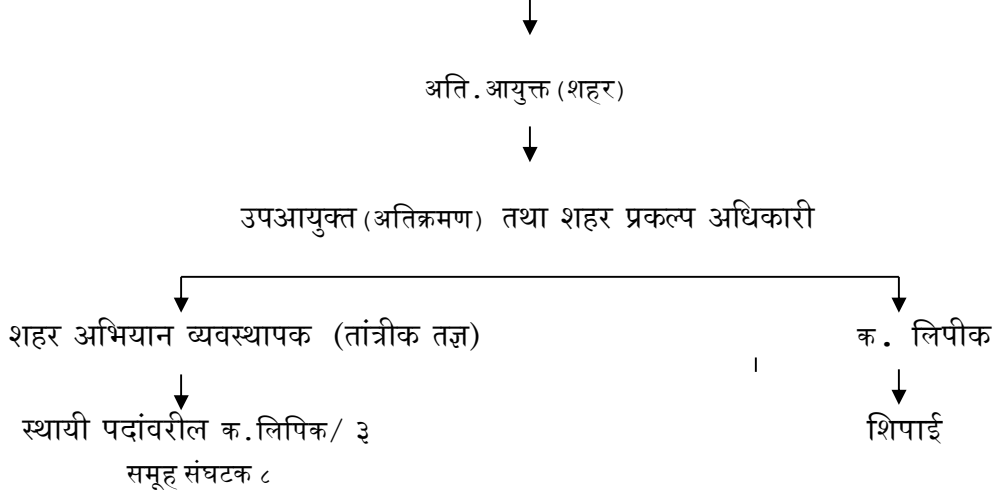 अति.आयुक्त(शहर)
उपआयुक्त(अतिक्रमण) तथा शहर प्रकल्प अधिकारी
शहर अभियान व्यवस्थापक (तांत्रीक तज्ञ)
क. लिपीक
स्थायी पदांवरील क.लिपिक/ ३
शिपाई
समूह संघटक ८